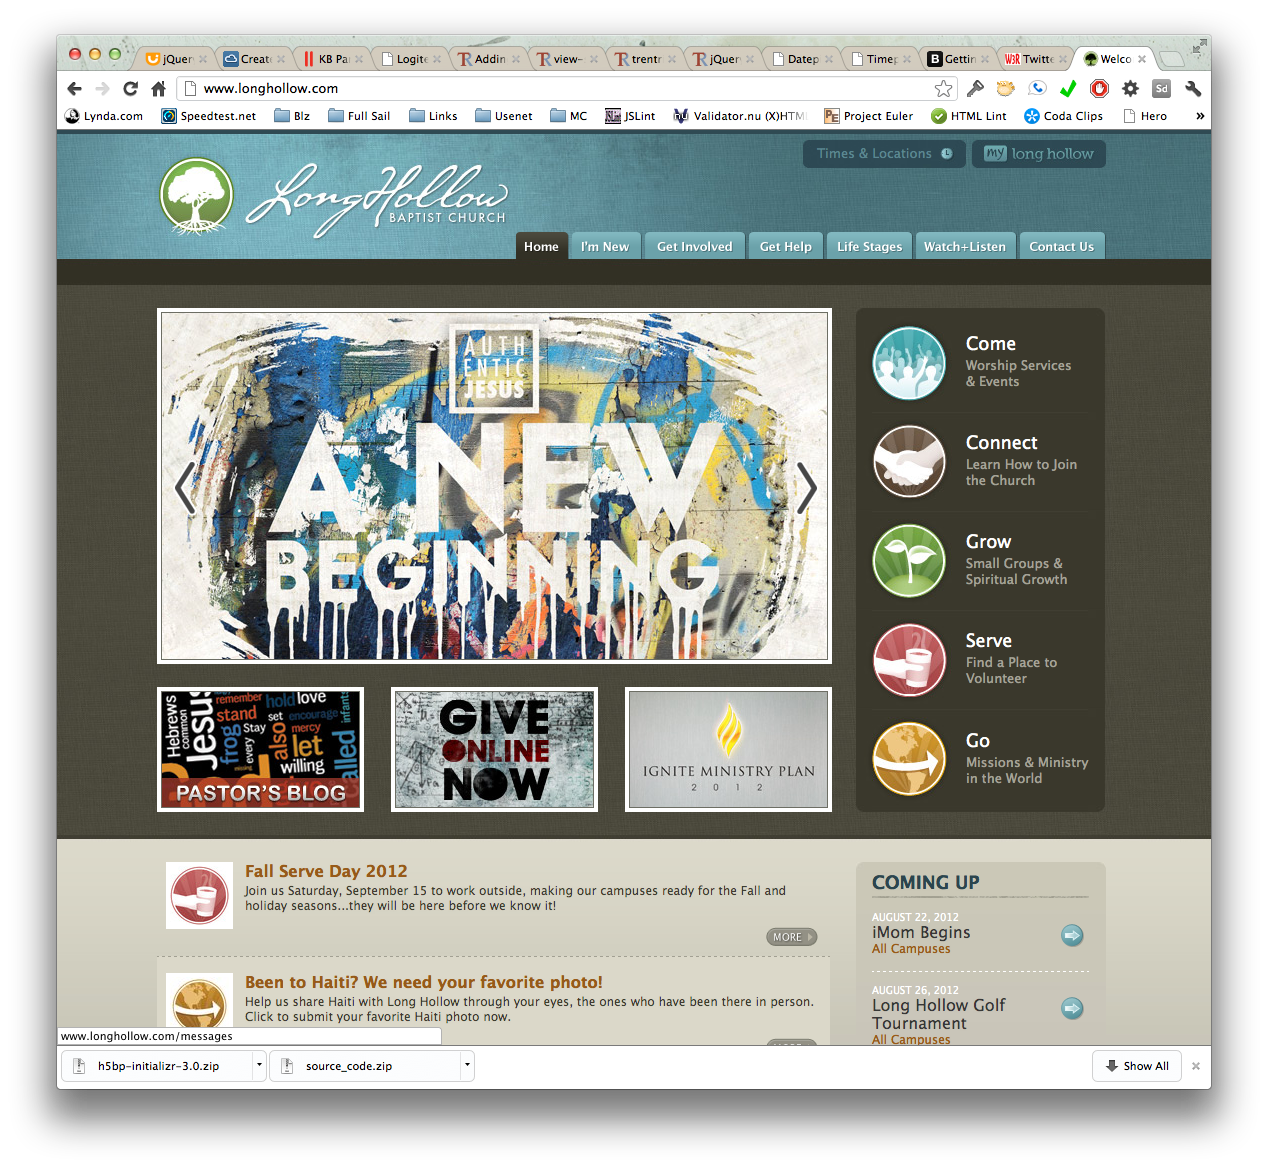 jQuer
Create
KB Pa
Logite
Addin
view-
trentr
jQuer
Datep
Timep
Gettin
Twitte
Welco
www.longhollow.com
Lynda.com
Speedtest.net
Blz
Full Sail
Links
Usenet
MC
JSLint
Validator.nu (X)HTM
Project Euler
HTML Lint
Coda Clips
Hero
»
Times & Locations
my long hollow
Long Hollow
BAPTIST CHURCH
Home
I'm New
Get Involved
Get Help
Life Stages
Watch+Listen
Contact Us
AUTH
ENTIC
JESUS
A NEW
BEGINNING
Come
Worship Services
& Events
Connect
Learn How to Join
the Church
Grow
Small Groups &
Spiritual Growth
Serve
Find a Place to
Volunteer
Go
Missions & Ministry
in the World
Hebrews
common
Jesus
remember
hold
love
stand
set
encourage
infants
frog
Stay
mercy
every
also
let
missing
willing
called
PASTOR'S BLOG
GIVE
ONLINE
NOW
IGNITE MINISTRY PLAN
2012
Fall Serve Day 2012
Join us Saturday, September 15 to work outside, making our campuses ready for the Fall and
holiday seasons...they will be here before we know it!
MORE
Been to Haiti? We need your favorite photo!
Help us share Haiti with Long Hollow through your eyes, the ones who have been there in person.
Click to submit your favorite Haiti photo now.
COMING UP
AUGUST 22, 2012
iMom Begins
All Campuses
AUGUST 26, 2012
Long Hollow Golf
Tournament
All Campuses
www.longhollow.com/messages
h5bp-initializr-3.0.zip
source_code.zip
Show All